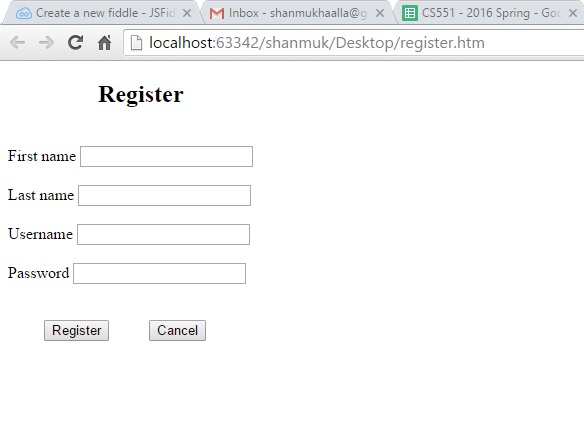 Create a new fiddle - JSFid
Inbox - shanmukhaalla@g
CS551 - 2016 Spring - Goo
localhost:63342/shanmuk/Desktop/register.htm
Register
First name
Last name
Username
Password
Register Cancel